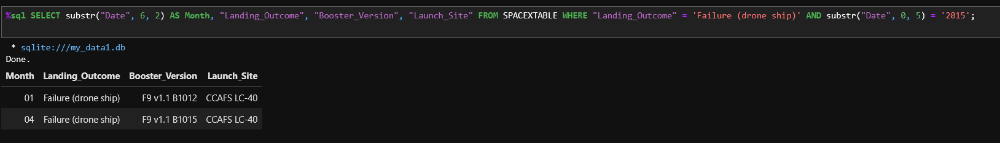 %sql SELECT substr("Date", 6, 2) AS Month, "Landing_Outcome", "Booster_Version", "Launch_Site" FROM SPACEXTABLE WHERE "Landing_Outcome" = 'Failure (drone ship)' AND substr("Date", 0, 5) = '2015';
* sqlite:///my_data1.db
Done.
Month Landing_Outcome Booster_Version Launch_Site
01 Failure (drone ship) F9 v1.1 B1012 CCAFS LC-40
04 Failure (drone ship) F9 v1.1 B1015 CCAFS LC-40